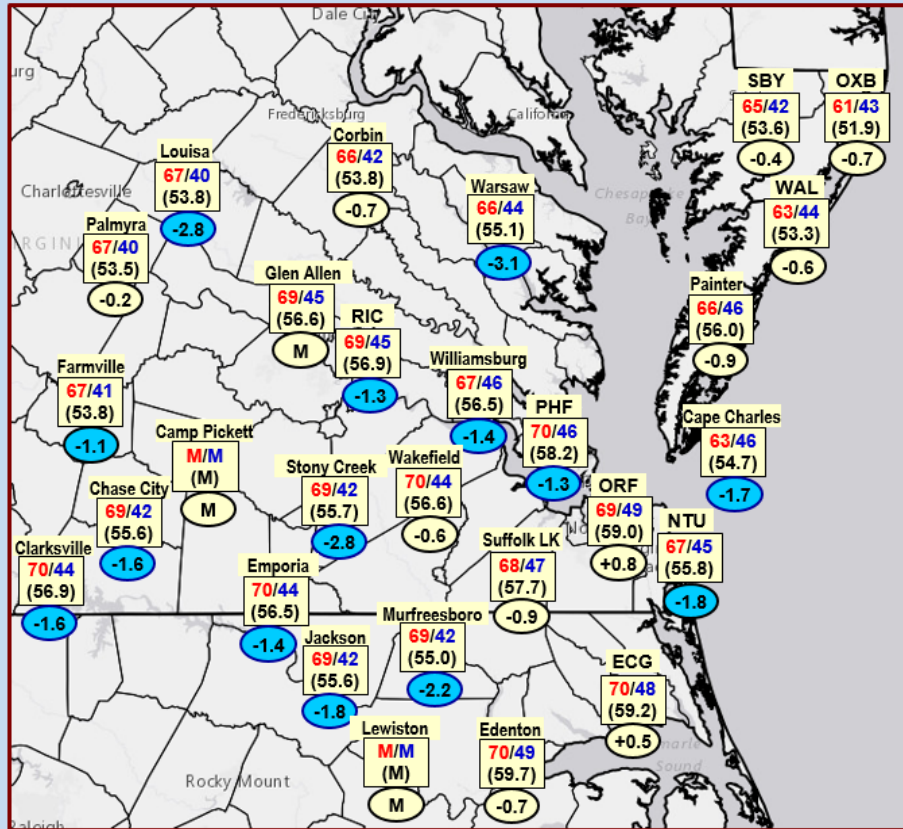 Dale City
urg
Fredericksburg
California
SBY
65/42
(53.6)
-0.4
OXB
61/43
(51.9)
-0.7
Corbin
66/42
(53.8)
-0.7
Louisa
67/40
(53.8)
-2.8
Charlottesville
Warsaw
66/44
(55.1)
-3.1
Chesapeake
Bay
WAL
63/44
(53.3)
-0.6
Palmyra
67/40
(53.5)
-0.2
IRGINI
Glen Allen
69/45
(56.6)
M
RIC
69/45
(56.9)
-1.3
Painter
66/46
(56.0)
-0.9
Farmville
67/41
(53.8)
-1.1
Williamsburg
67/46
(56.5)
-1.4
PHF
70/46
(58.2)
-1.3
Cape Charles
63/46
(54.7)
-1.7
Camp Pickett
M/M
(M)
M
Stony Creek
69/42
(55.7)
-2.8
Wakefield
70/44
(56.6)
-0.6
Chase City
69/42
(55.6)
-1.6
ORF
69/49
(59.0)
+0.8
NTU
67/45
(55.8)
-1.8
Clarksville
70/44
(56.9)
-1.6
Suffolk LK
68/47
(57.7)
-0.9
Emporia
70/44
(56.5)
-1.4
Murfreesboro
69/42
(55.0)
-2.2
Jackson
69/42
(55.6)
-1.8
ECG
70/48
(59.2)
+0.5
Lewiston
M/M
(M)
M
Edenton
70/49
(59.7)
-0.7
marle
Sound
Rocky Mount
Raleigh